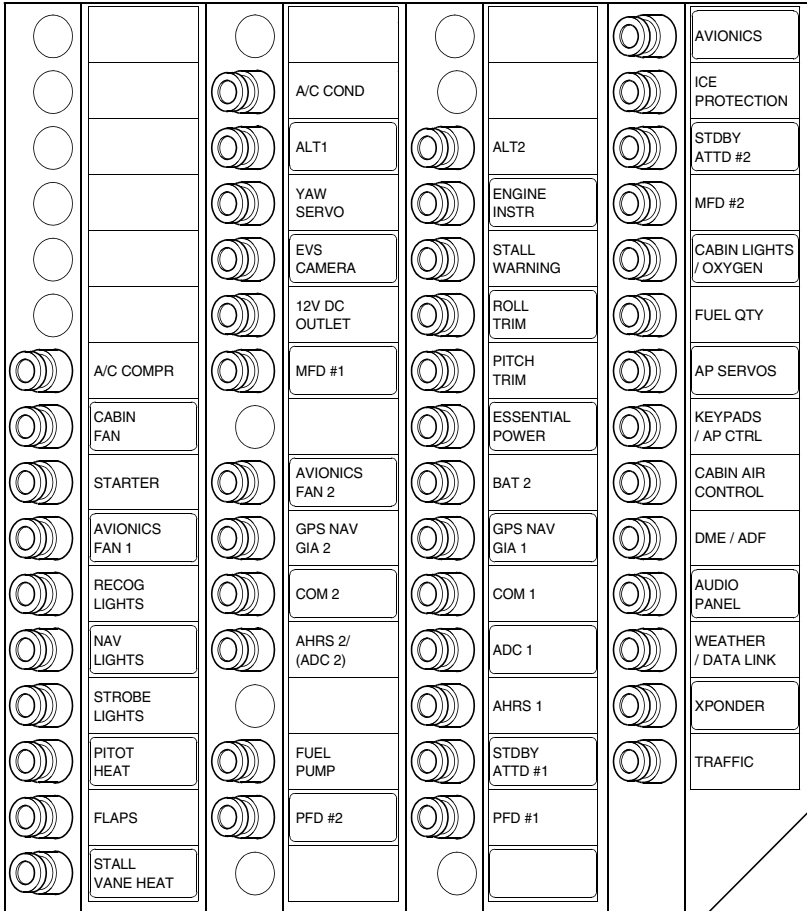 A/C COMPR
CABIN
FAN
STARTER
AVIONICS
FAN 1
RECOG
LIGHTS
NAV
LIGHTS
STROBE
LIGHTS
PITOT
HEAT
FLAPS
STALL
VANE HEAT
A/C COND
ALT1
YAW
SERVO
EVS
CAMERA
12V DC
OUTLET
MFD #1
AVIONICS
FAN 2
GPS NAV
GIA 2
COM 2
AHRS 2/
(ADC 2)
FUEL
PUMP
PFD #2
ALT2
ENGINE
INSTR
STALL
WARNING
ROLL
TRIM
PITCH
TRIM
ESSENTIAL
POWER
BAT 2
GPS NAV
GIA 1
COM 1
ADC 1
AHRS 1
STDBY
ATTD #1
PFD #1
AVIONICS
ICE
PROTECTION
STDBY
ATTD #2
MFD #2
CABIN LIGHTS
/ OXYGEN
FUEL QTY
AP SERVOS
KEYPADS
/ AP CTRL
CABIN AIR
CONTROL
DME / ADF
AUDIO
PANEL
WEATHER
/ DATA LINK
XPONDER
TRAFFIC